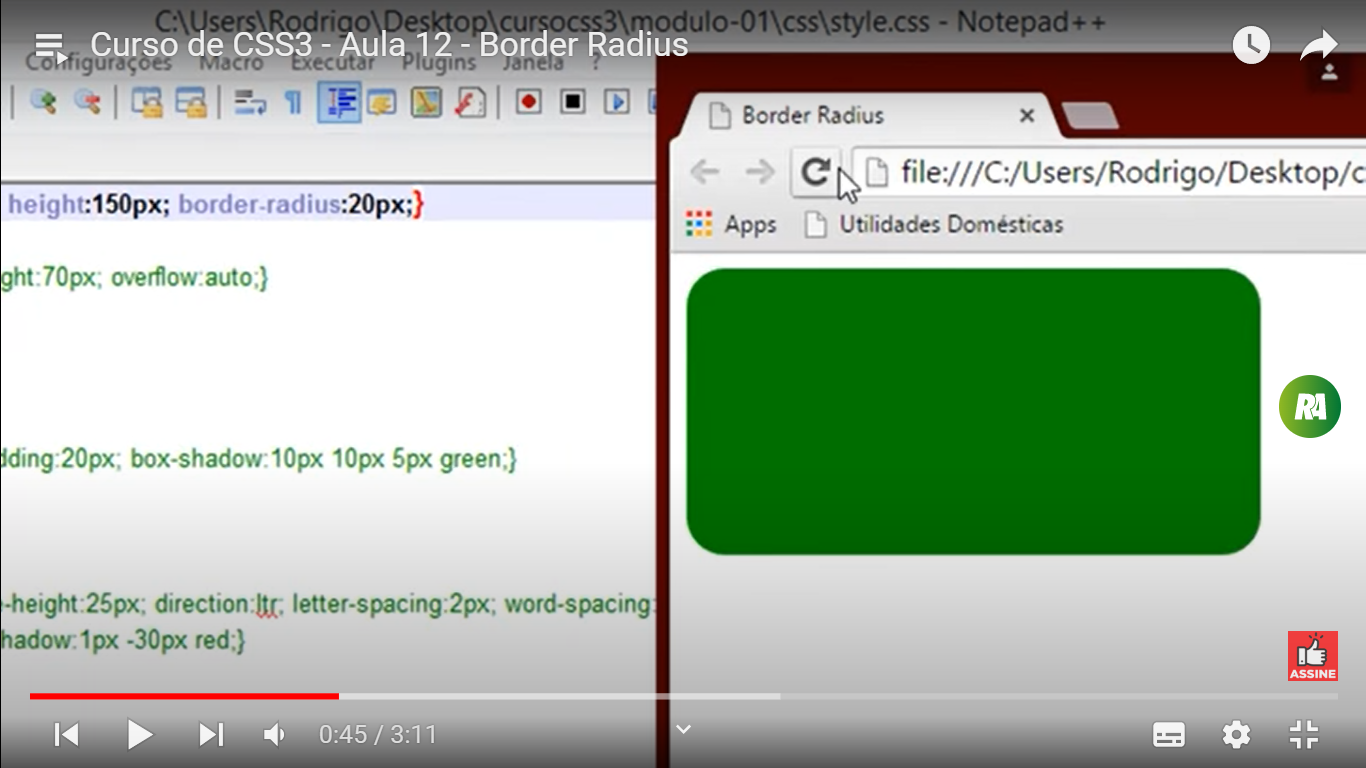 C:\Users\Rodrigo\Desktop\cursocss3\modulo-01\css\style.css - Notepad++
Curso de CSS3 - Aula 12 - Border Radius
Configurações Macro Executar Plugins Janela ?
Border Radius
file:///C:/Users/Rodrigo/Desktop/c
Apps Utilidades Domésticas
height:150px; border-radius:20px;}
ght:70px; overflow:auto;}
dding:20px; box-shadow:10px 10px 5px green;}
e-height:25px; direction:ltr; letter-spacing:2px; word-spacing:
hadow:1px -30px red;}
RA
ASSINE
0:45 / 3:11